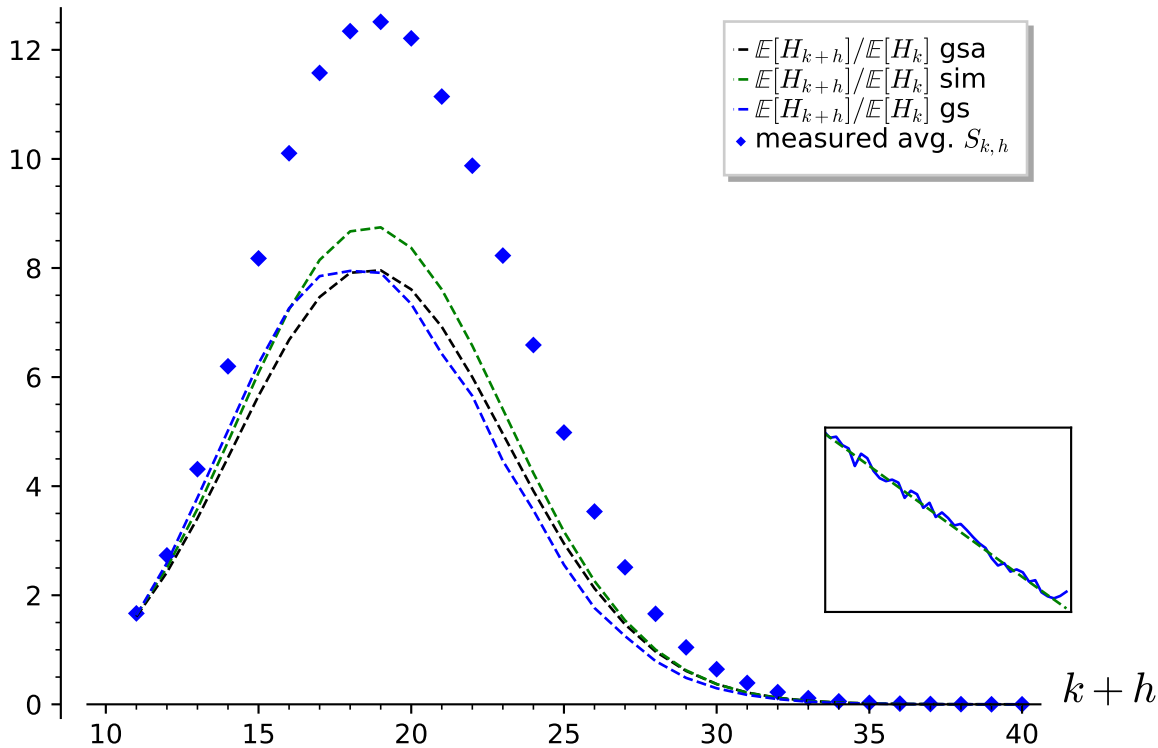 12
10
8
6
4
2
0
10 15 20 25 30 35 40
k + h
𝔼[H_{k+h}]/𝔼[H_k] gsa
𝔼[H_{k+h}]/𝔼[H_k] sim
𝔼[H_{k+h}]/𝔼[H_k] gs
measured avg. S_{k,h}